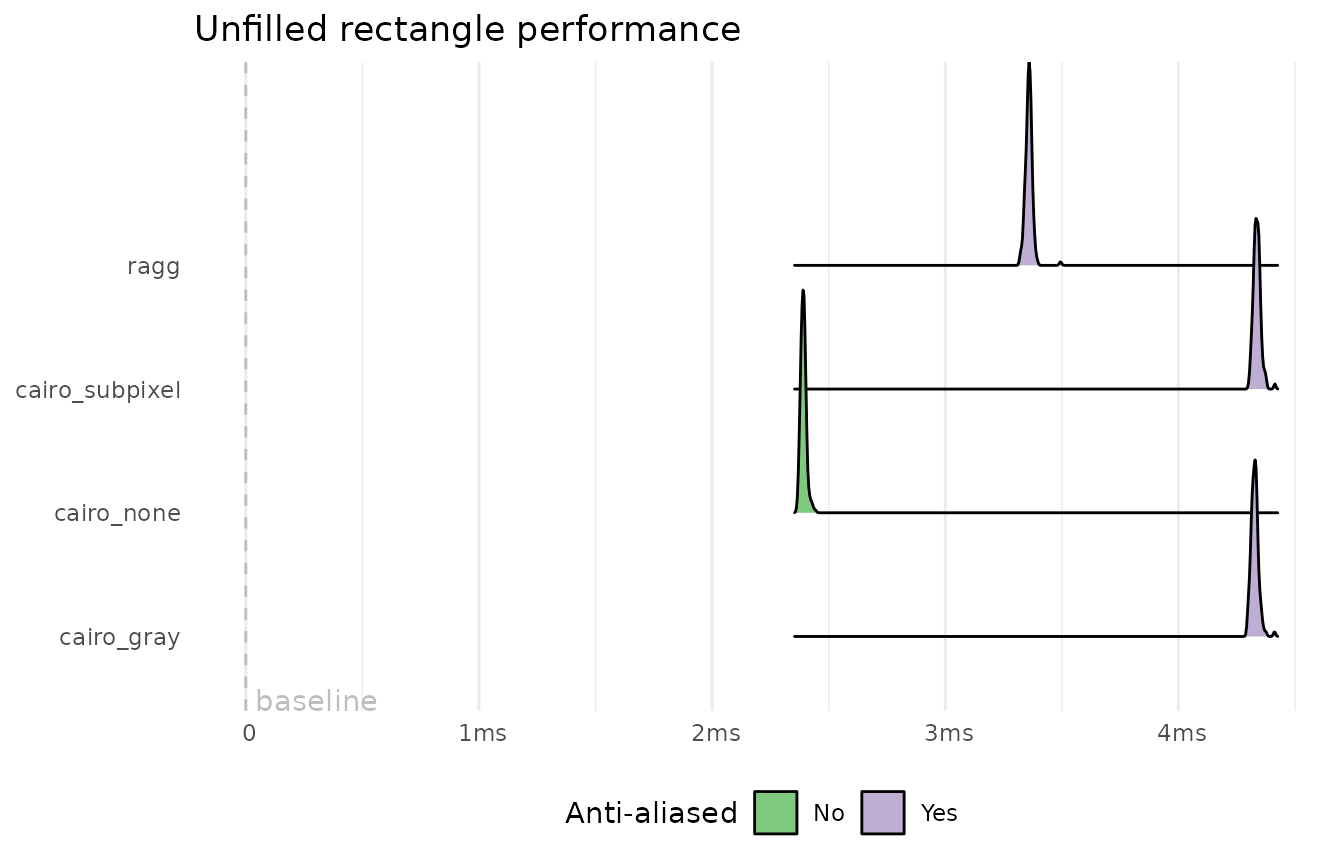 Unfilled rectangle performance
ragg
cairo_subpixel
cairo_none
cairo_gray
baseline
0 1ms 2ms 3ms 4ms
Anti-aliased No Yes